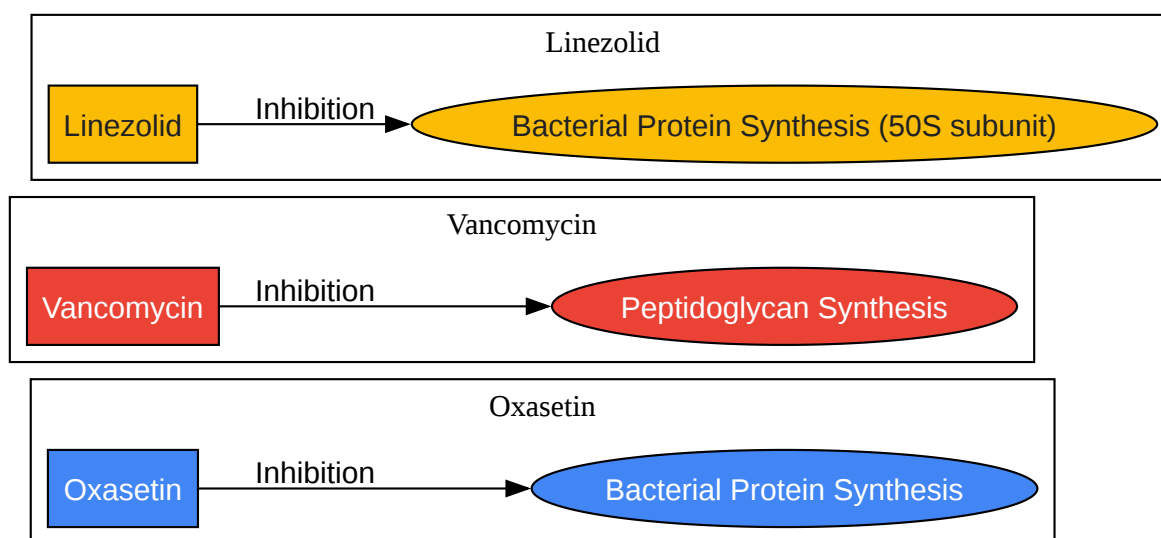 Linezolid
Linezolid
Inhibition
Bacterial Protein Synthesis (50S subunit)
Vancomycin
Vancomycin
Inhibition
Peptidoglycan Synthesis
Oxasetin
Oxasetin
Inhibition
Bacterial Protein Synthesis